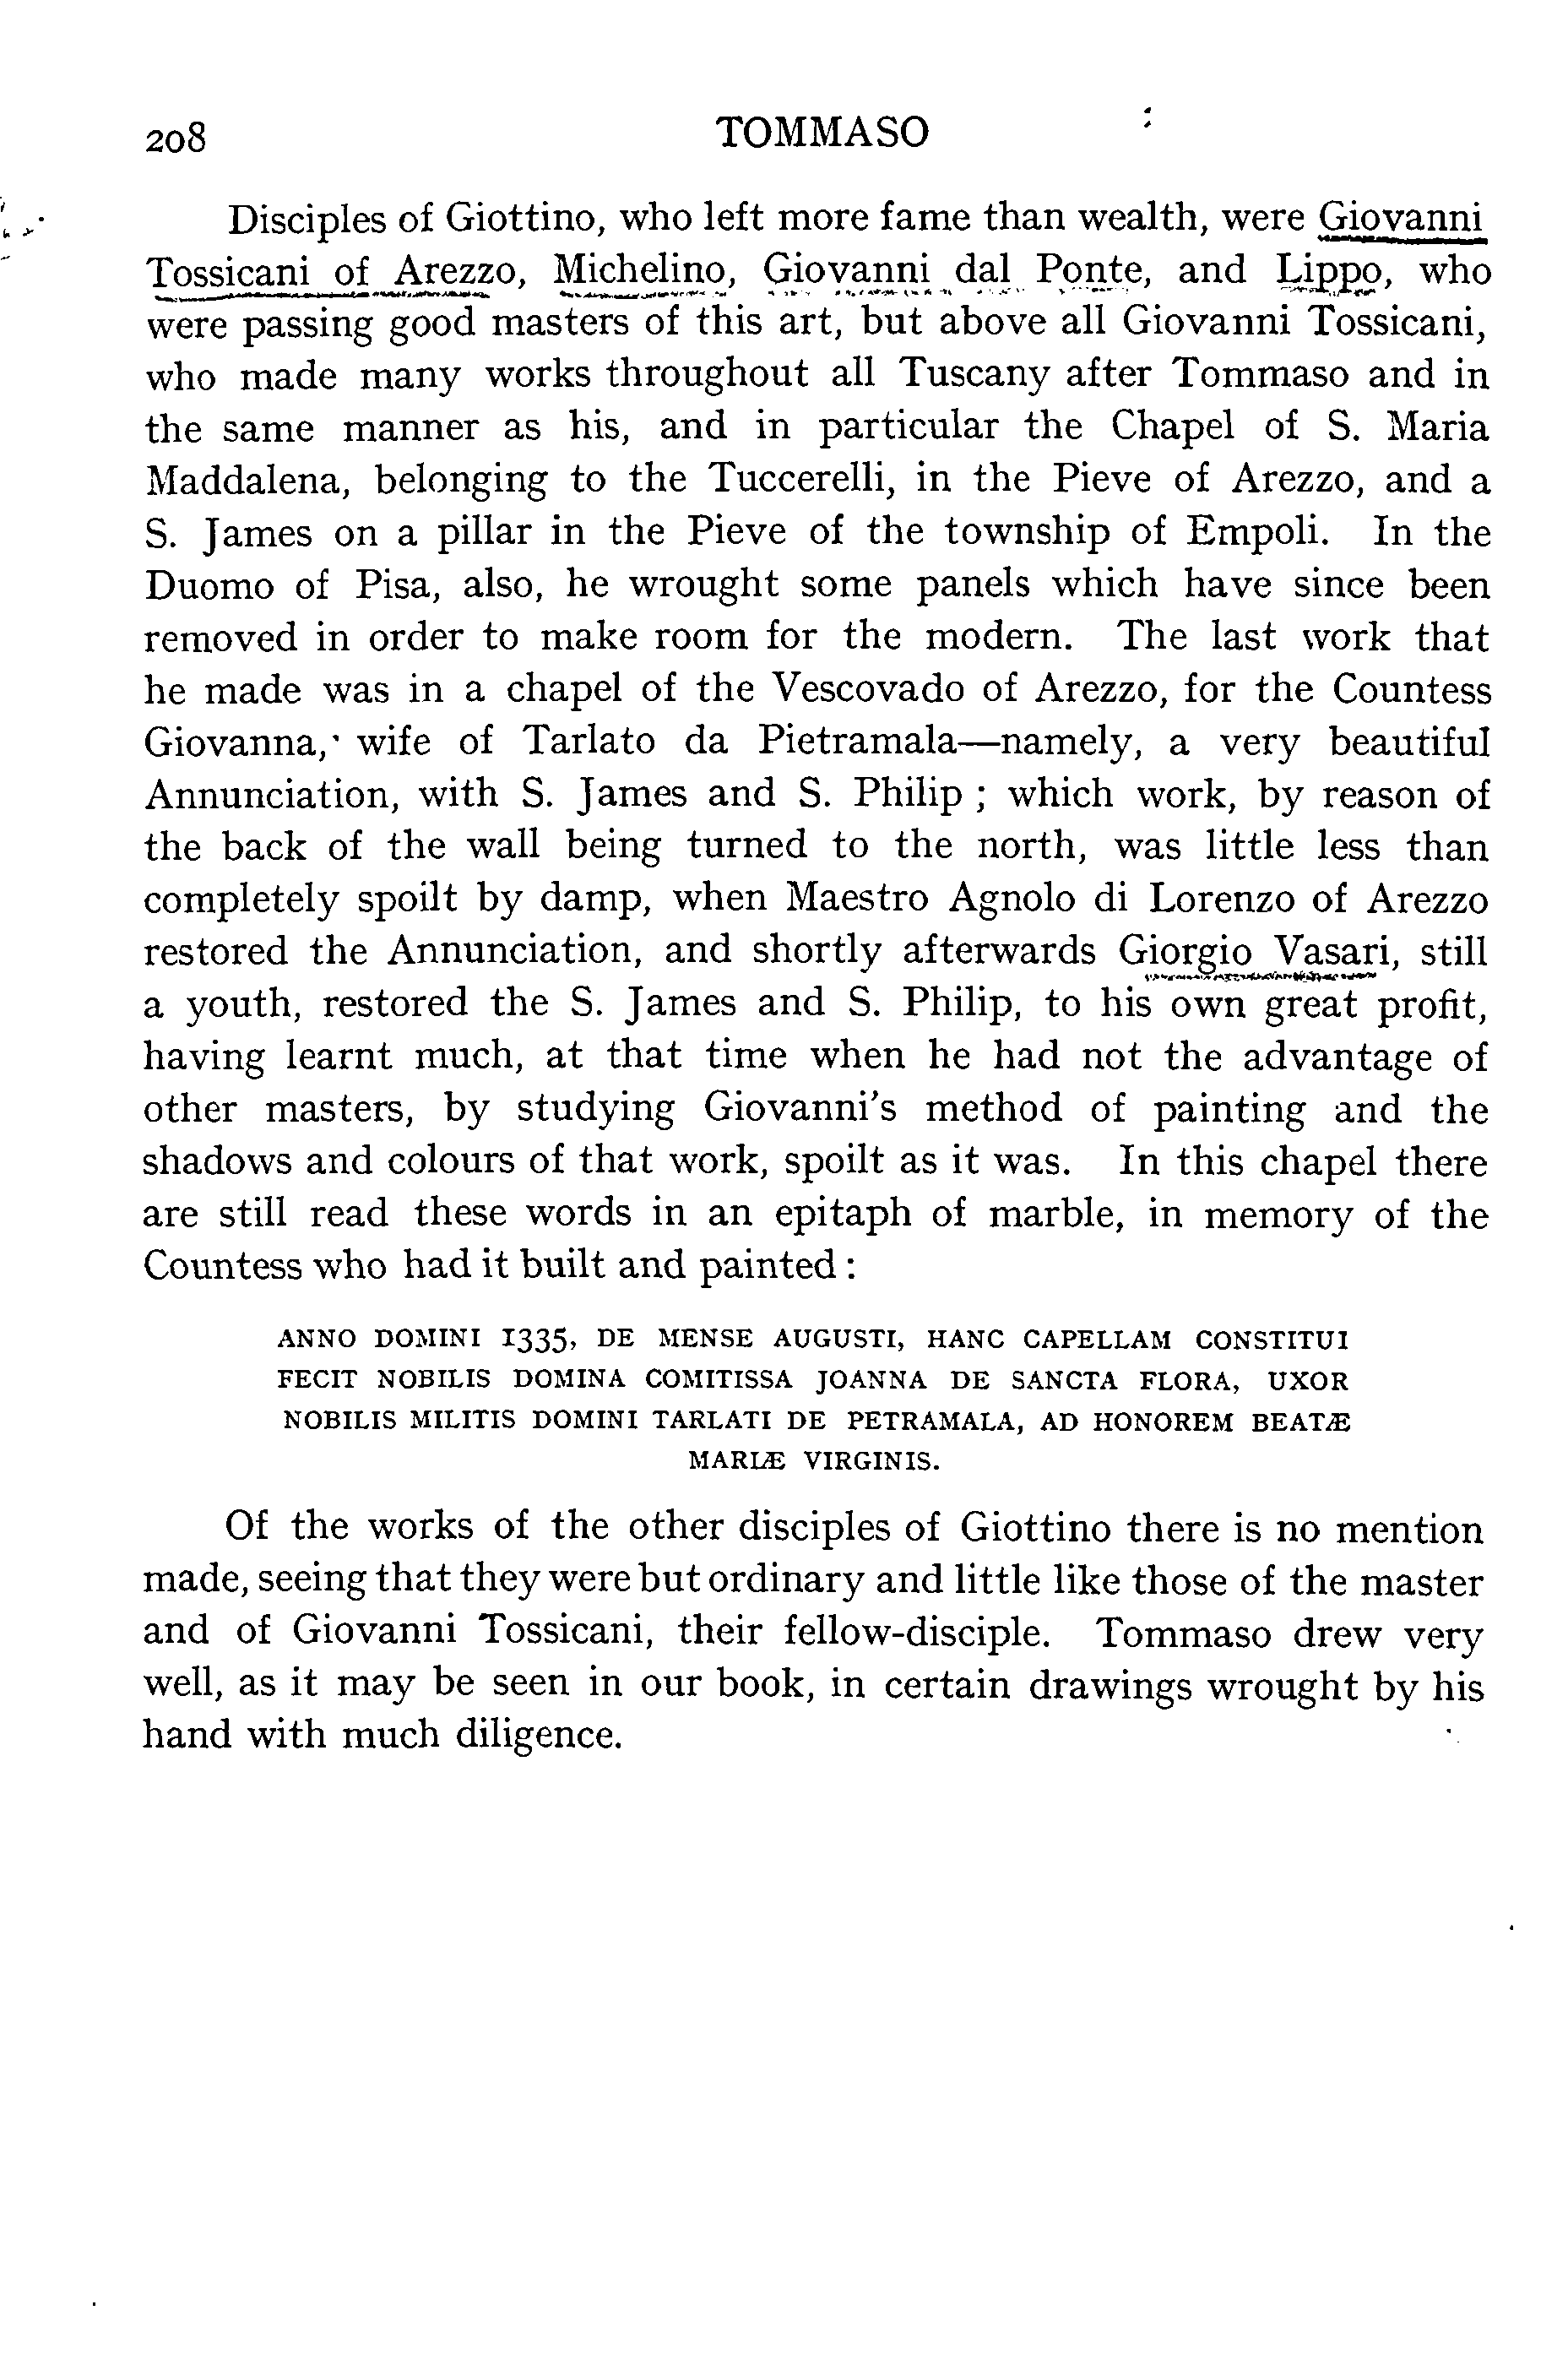 208 TOMMASO
Disciples of Giottino, who left more fame than wealth, were Giovanni
Tossicani of Arezzo, Michelino, Giovanni dal Ponte, and Lippo, who
were passing good masters of this art, but above all Giovanni Tossicani,
who made many works throughout all Tuscany after Tommaso and in
the same manner as his, and in particular the Chapel of S. Maria
Maddalena, belonging to the Tuccerelli, in the Pieve of Arezzo, and a
S. James on a pillar in the Pieve of the township of Empoli. In the
Duomo of Pisa, also, he wrought some panels which have since been
removed in order to make room for the modern. The last work that
he made was in a chapel of the Vescovado of Arezzo, for the Countess
Giovanna, wife of Tarlato da Pietramala—namely, a very beautiful
Annunciation, with S. James and S. Philip ; which work, by reason of
the back of the wall being turned to the north, was little less than
completely spoilt by damp, when Maestro Agnolo di Lorenzo of Arezzo
restored the Annunciation, and shortly afterwards Giorgio Vasari, still
a youth, restored the S. James and S. Philip, to his own great profit,
having learnt much, at that time when he had not the advantage of
other masters, by studying Giovanni's method of painting and the
shadows and colours of that work, spoilt as it was. In this chapel there
are still read these words in an epitaph of marble, in memory of the
Countess who had it built and painted :
ANNO DOMINI 1335, DE MENSE AUGUSTI, HANC CAPELLAM CONSTITUI
FECIT NOBILIS DOMINA COMITISSA JOANNA DE SANCTA FLORA, UXOR
NOBILIS MILITIS DOMINI TARLATI DE PETRAMALA, AD HONOREM BEATÆ
MARIÆ VIRGINIS.
Of the works of the other disciples of Giottino there is no mention
made, seeing that they were but ordinary and little like those of the master
and of Giovanni Tossicani, their fellow-disciple. Tommaso drew very
well, as it may be seen in our book, in certain drawings wrought by his
hand with much diligence.